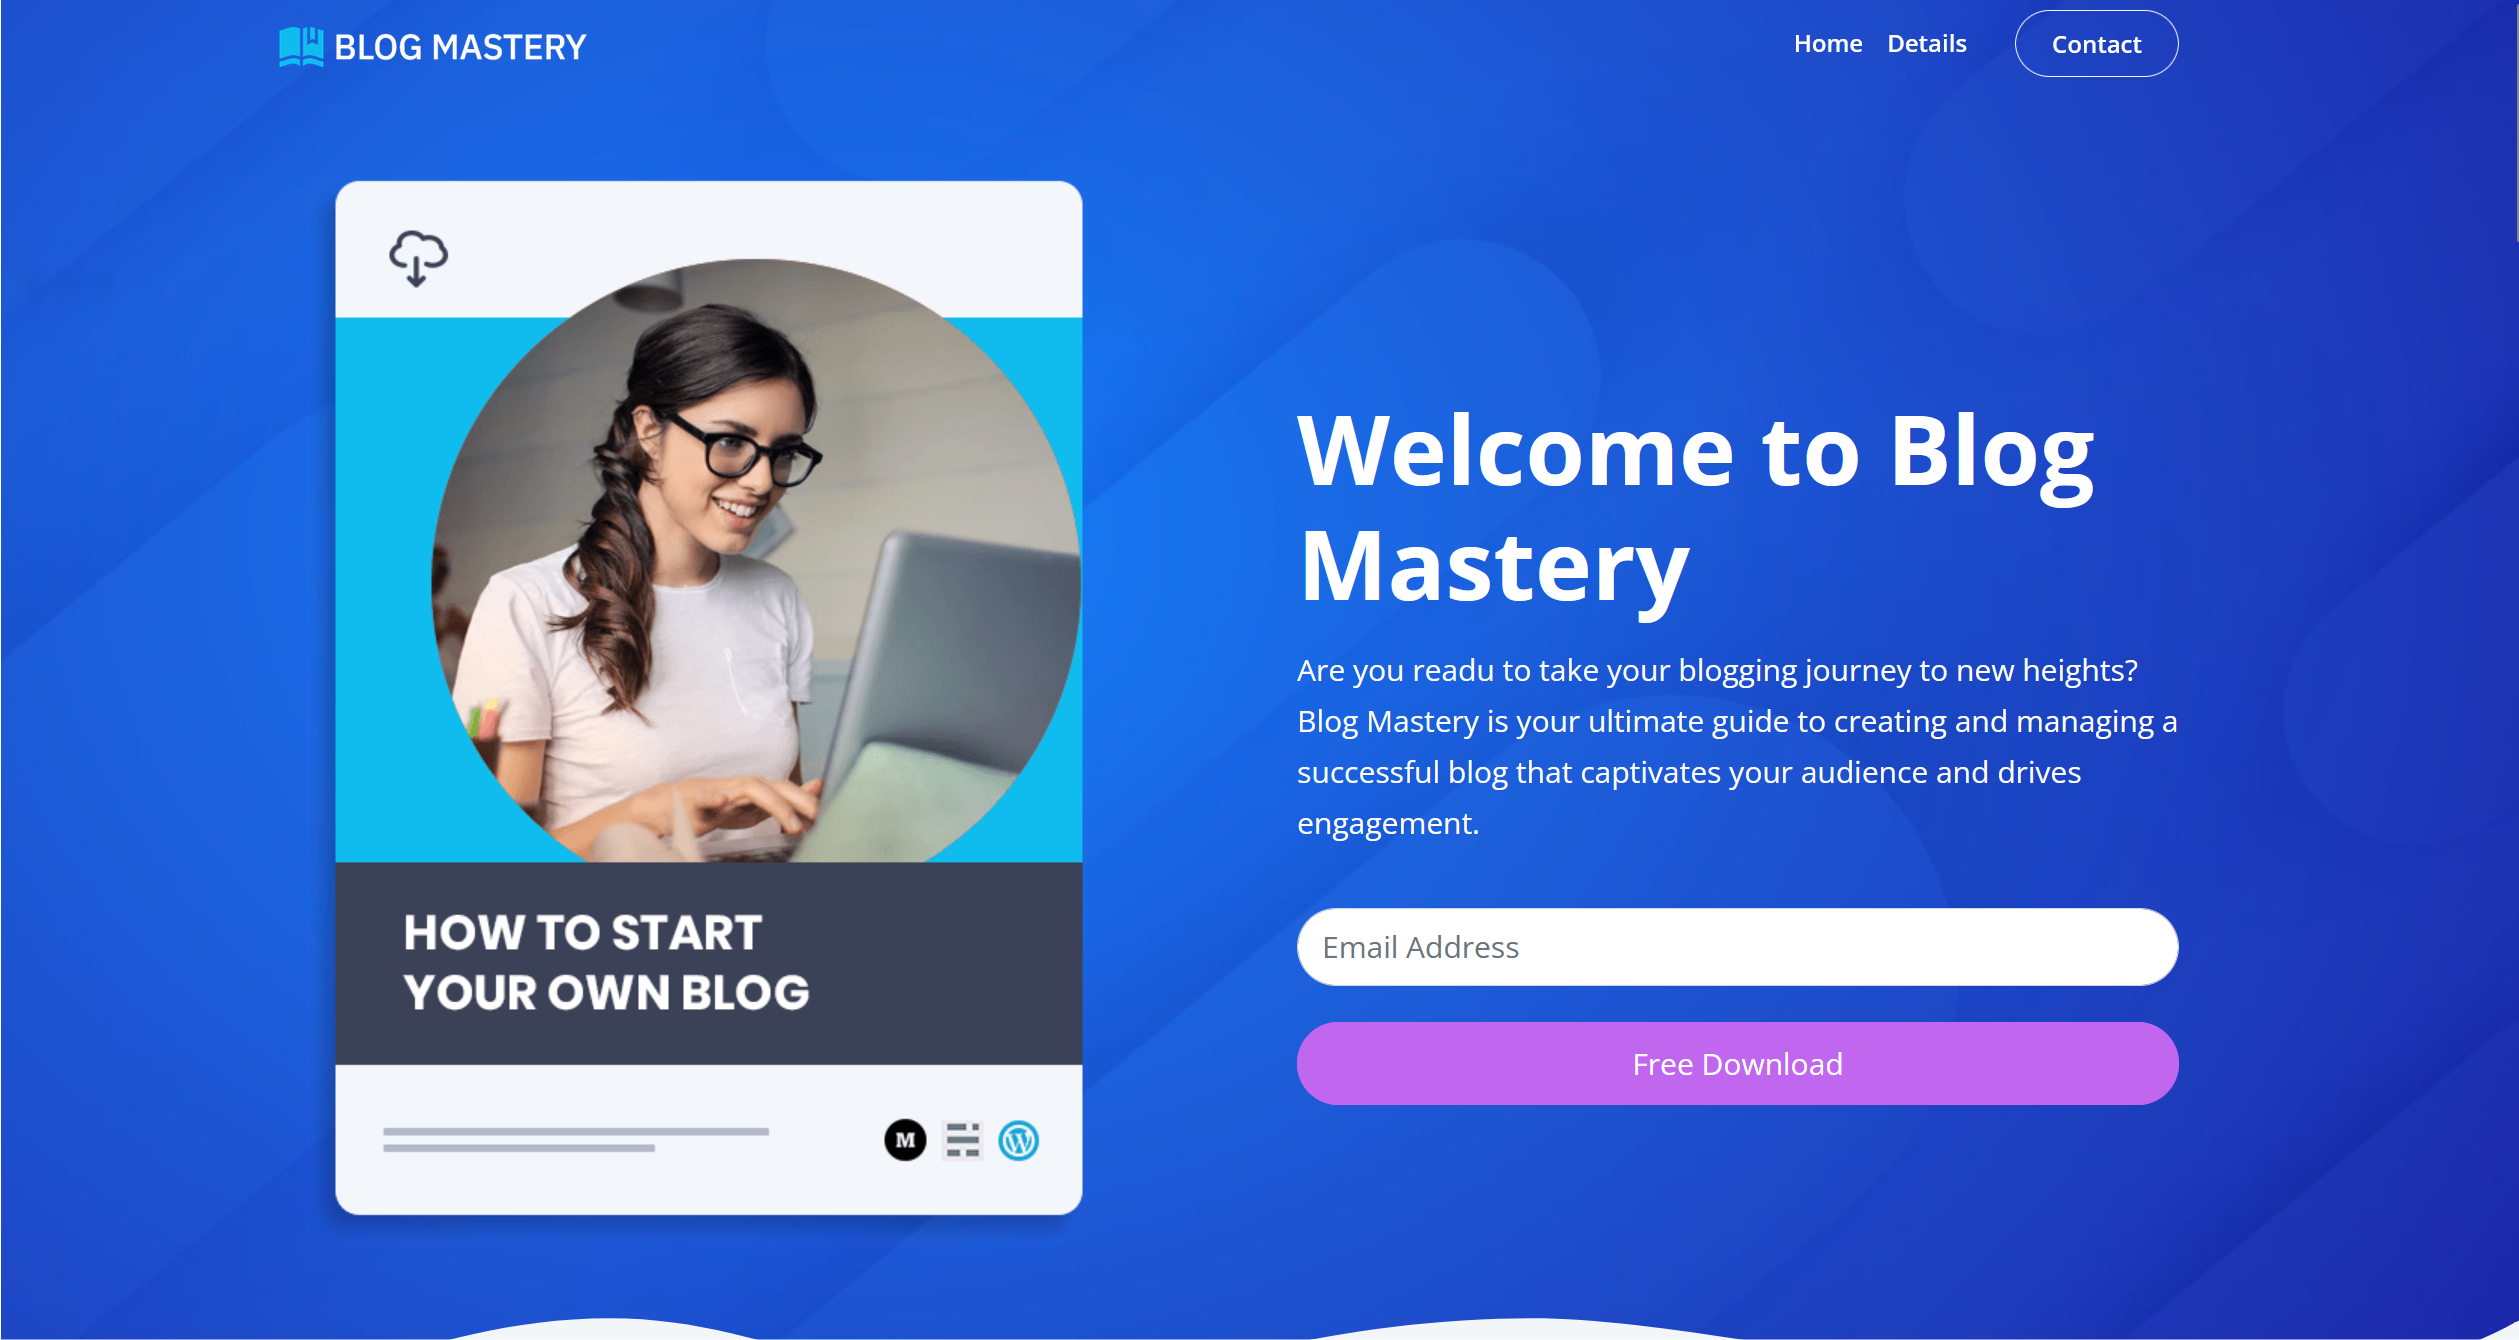 BLOG MASTERY
Home Details Contact
Welcome to Blog
Mastery
Are you readu to take your blogging journey to new heights?
Blog Mastery is your ultimate guide to creating and managing a
successful blog that captivates your audience and drives
engagement.
Email Address
Free Download
HOW TO START
YOUR OWN BLOG
M
W